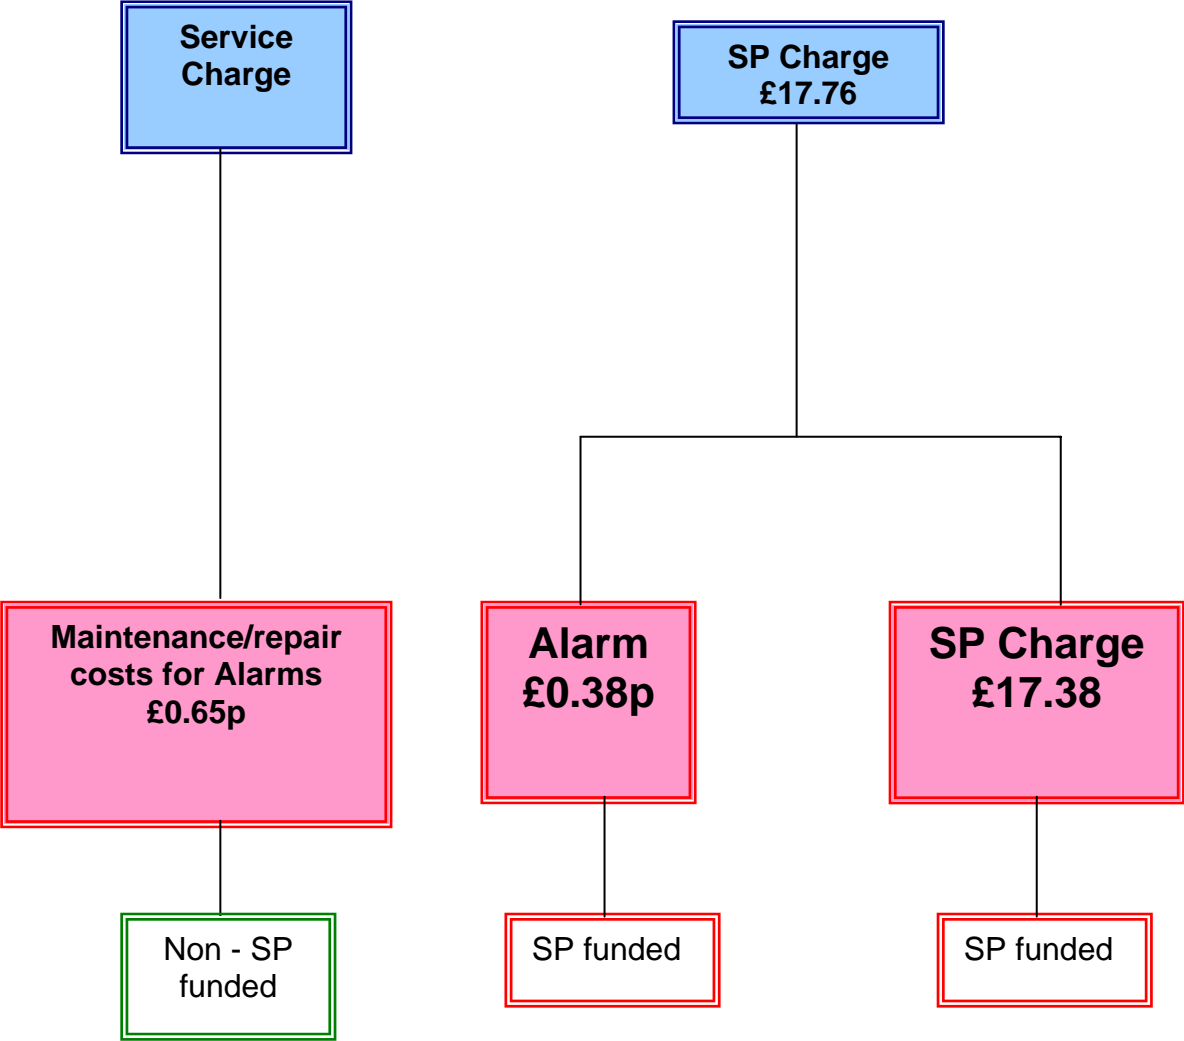 Service
Charge
SP Charge
£17.76
Maintenance/repair
costs for Alarms
£0.65p
Alarm
£0.38p
SP Charge
£17.38
Non - SP
funded
SP funded
SP funded